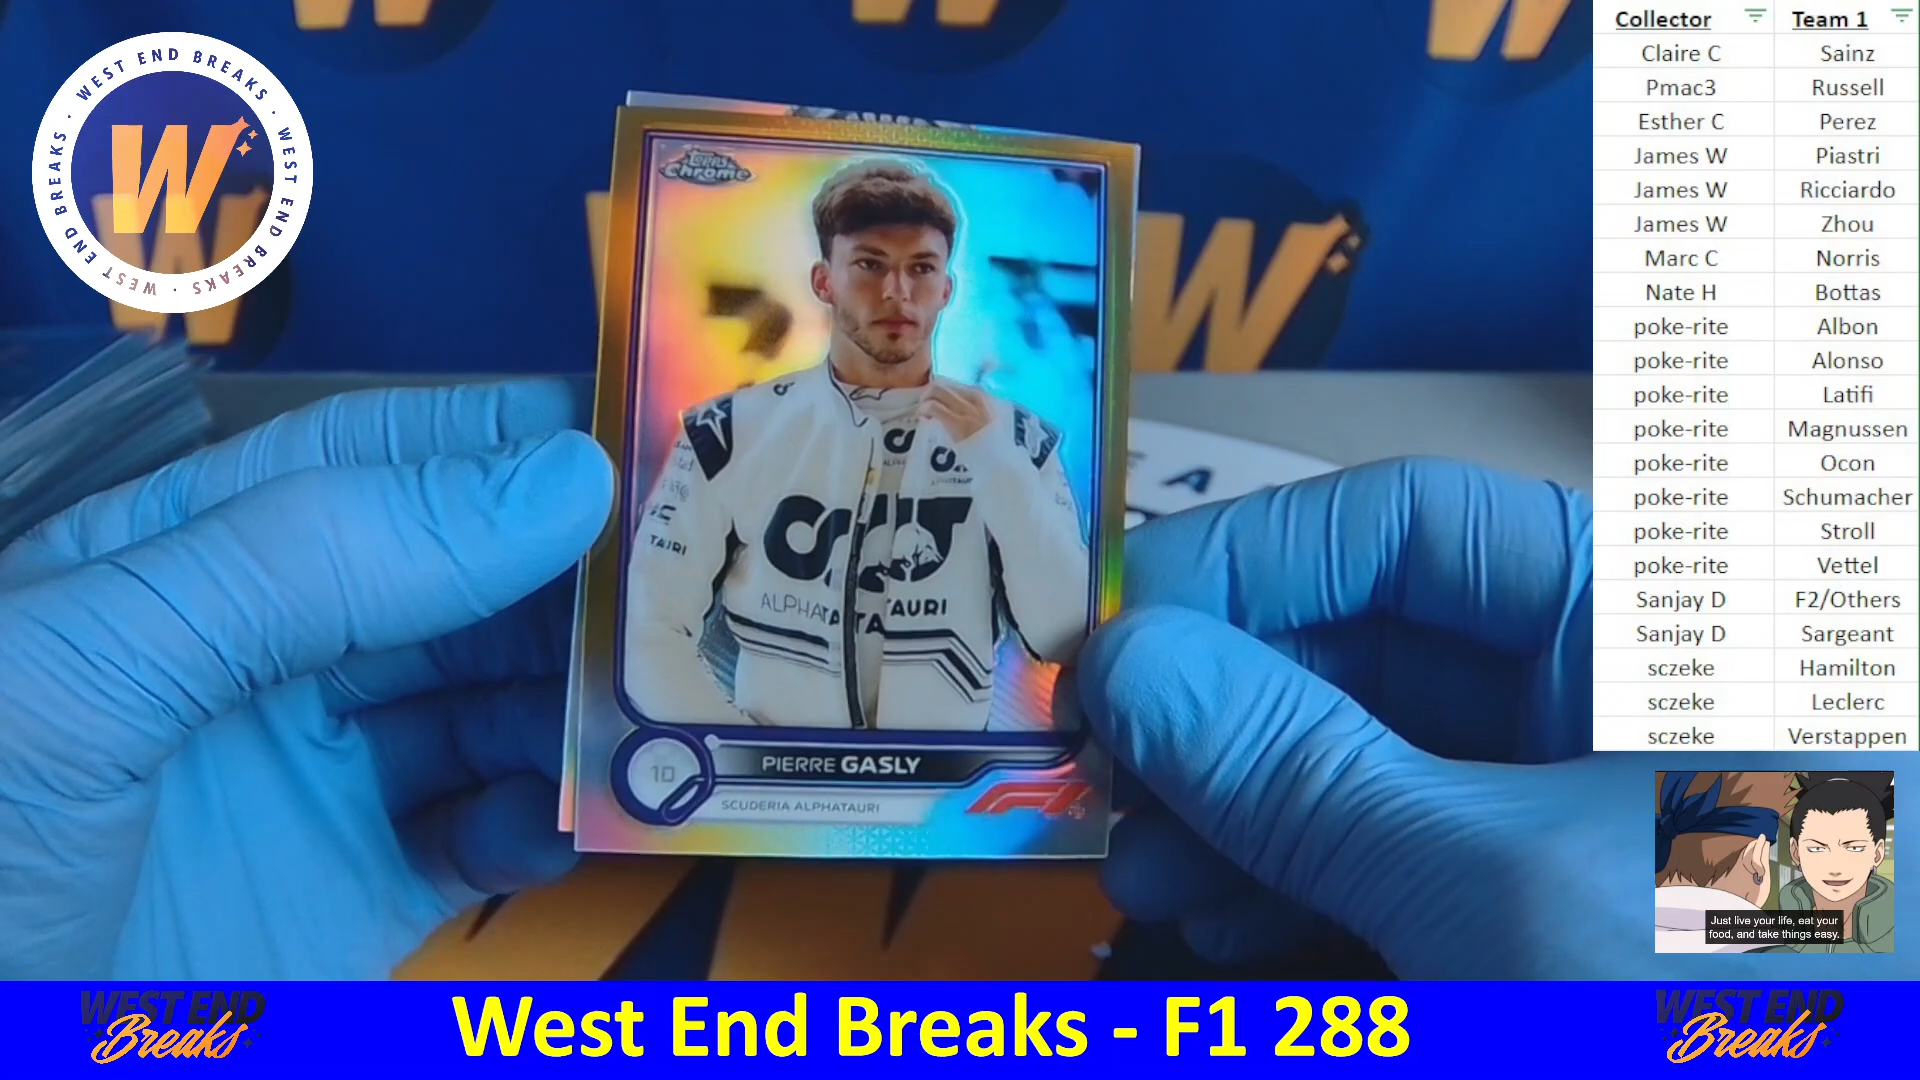 · WEST END BREAKS · WEST END BREAKS · WEST END BREAKS
W
Topps
Chrome
ALPHATAURI
TAURI
PIERRE GASLY
10
SCUDERIA ALPHATAURI
F1
Collector Team 1
Claire C Sainz
Pmac3 Russell
Esther C Perez
James W Piastri
James W Ricciardo
James W Zhou
Marc C Norris
Nate H Bottas
poke-rite Albon
poke-rite Alonso
poke-rite Latifi
poke-rite Magnussen
poke-rite Ocon
poke-rite Schumacher
poke-rite Stroll
poke-rite Vettel
Sanjay D F2/Others
Sanjay D Sargeant
sczeke Hamilton
sczeke Leclerc
sczeke Verstappen
Just live your life, eat your
food, and take things easy.
WEST END
Breaks
West End Breaks - F1 288
WEST END
Breaks